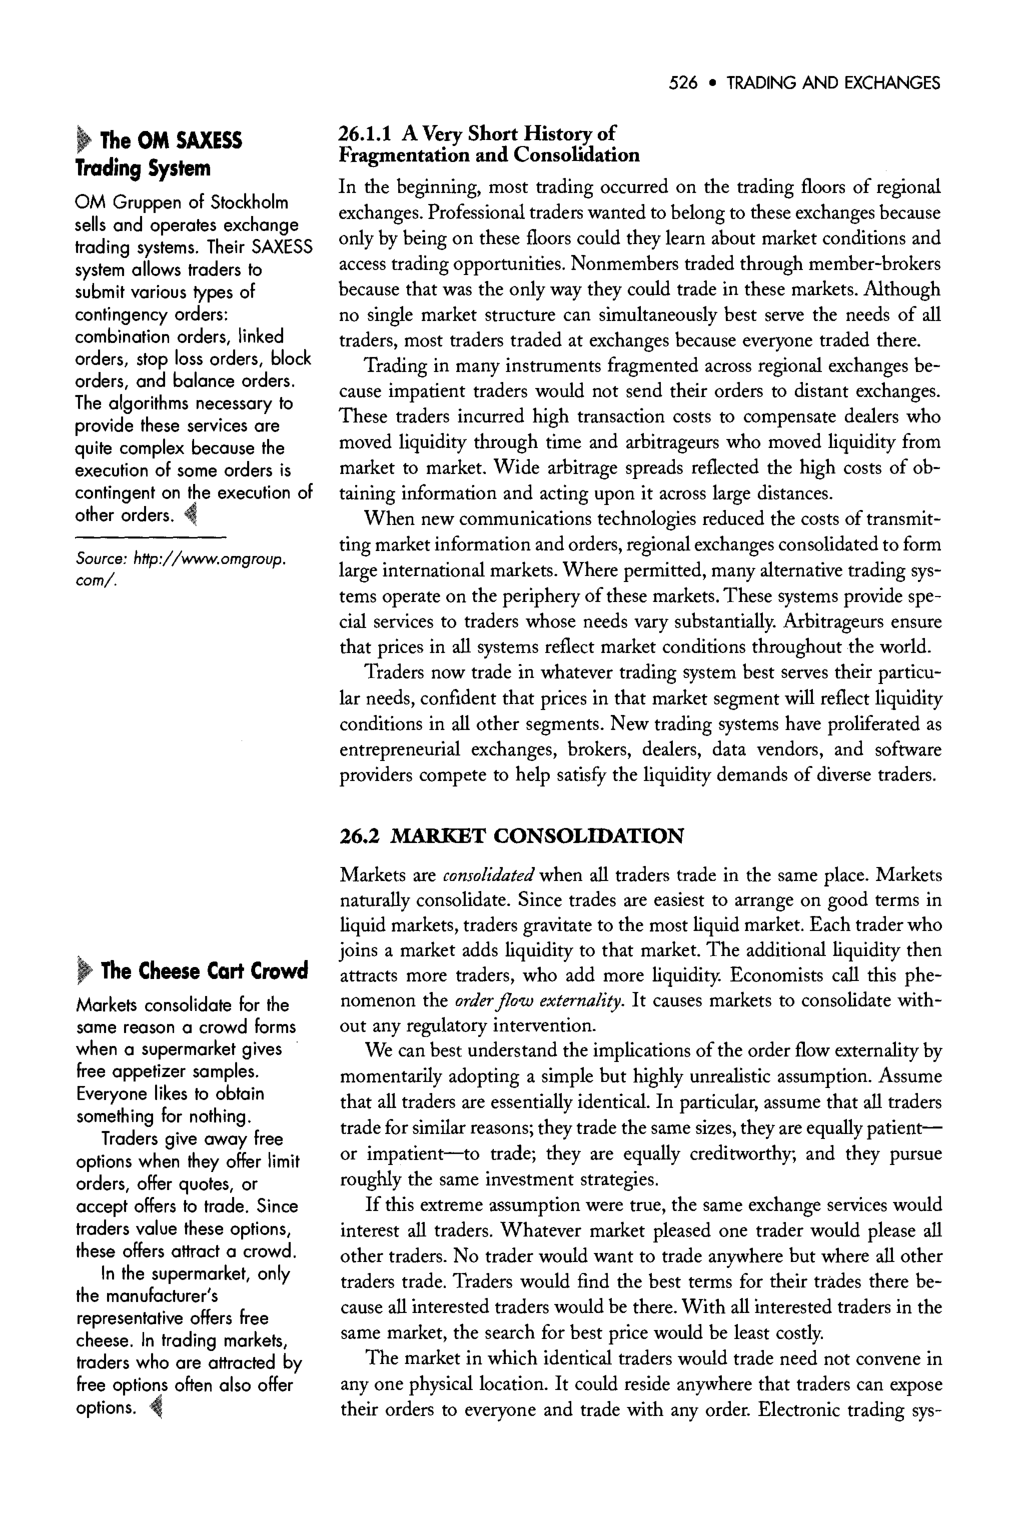 526 • TRADING AND EXCHANGES
The OM SAXESS
Trading System
OM Gruppen of Stockholm
sells and operates exchange
trading systems. Their SAXESS
system allows traders to
submit various types of
contingency orders:
combination orders, linked
orders, stop loss orders, block
orders, and balance orders.
The algorithms necessary to
provide these services are
quite complex because the
execution of some orders is
contingent on the execution of
other orders.
Source: http://www.omgroup.
com/.
26.1.1 A Very Short History of
Fragmentation and Consolidation
In the beginning, most trading occurred on the trading floors of regional
exchanges. Professional traders wanted to belong to these exchanges because
only by being on these floors could they learn about market conditions and
access trading opportunities. Nonmembers traded through member-brokers
because that was the only way they could trade in these markets. Although
no single market structure can simultaneously best serve the needs of all
traders, most traders traded at exchanges because everyone traded there.
Trading in many instruments fragmented across regional exchanges be-
cause impatient traders would not send their orders to distant exchanges.
These traders incurred high transaction costs to compensate dealers who
moved liquidity through time and arbitrageurs who moved liquidity from
market to market. Wide arbitrage spreads reflected the high costs of ob-
taining information and acting upon it across large distances.
When new communications technologies reduced the costs of transmit-
ting market information and orders, regional exchanges consolidated to form
large international markets. Where permitted, many alternative trading sys-
tems operate on the periphery of these markets. These systems provide spe-
cial services to traders whose needs vary substantially. Arbitrageurs ensure
that prices in all systems reflect market conditions throughout the world.
Traders now trade in whatever trading system best serves their particu-
lar needs, confident that prices in that market segment will reflect liquidity
conditions in all other segments. New trading systems have proliferated as
entrepreneurial exchanges, brokers, dealers, data vendors, and software
providers compete to help satisfy the liquidity demands of diverse traders.
26.2 MARKET CONSOLIDATION
Markets are consolidated when all traders trade in the same place. Markets
naturally consolidate. Since trades are easiest to arrange on good terms in
liquid markets, traders gravitate to the most liquid market. Each trader who
joins a market adds liquidity to that market. The additional liquidity then
attracts more traders, who add more liquidity. Economists call this phe-
nomenon the order flow externality. It causes markets to consolidate with-
out any regulatory intervention.
We can best understand the implications of the order flow externality by
momentarily adopting a simple but highly unrealistic assumption. Assume
that all traders are essentially identical. In particular, assume that all traders
trade for similar reasons; they trade the same sizes, they are equally patient—
or impatient—to trade; they are equally creditworthy; and they pursue
roughly the same investment strategies.
If this extreme assumption were true, the same exchange services would
interest all traders. Whatever market pleased one trader would please all
other traders. No trader would want to trade anywhere but where all other
traders trade. Traders would find the best terms for their trades there be-
cause all interested traders would be there. With all interested traders in the
same market, the search for best price would be least costly.
The market in which identical traders would trade need not convene in
any one physical location. It could reside anywhere that traders can expose
their orders to everyone and trade with any order. Electronic trading sys-
The Cheese Cart Crowd
Markets consolidate for the
same reason a crowd forms
when a supermarket gives
free appetizer samples.
Everyone likes to obtain
something for nothing.
Traders give away free
options when they offer limit
orders, offer quotes, or
accept offers to trade. Since
traders value these options,
these offers attract a crowd.
In the supermarket, only
the manufacturer's
representative offers free
cheese. In trading markets,
traders who are attracted by
free options often also offer
options.